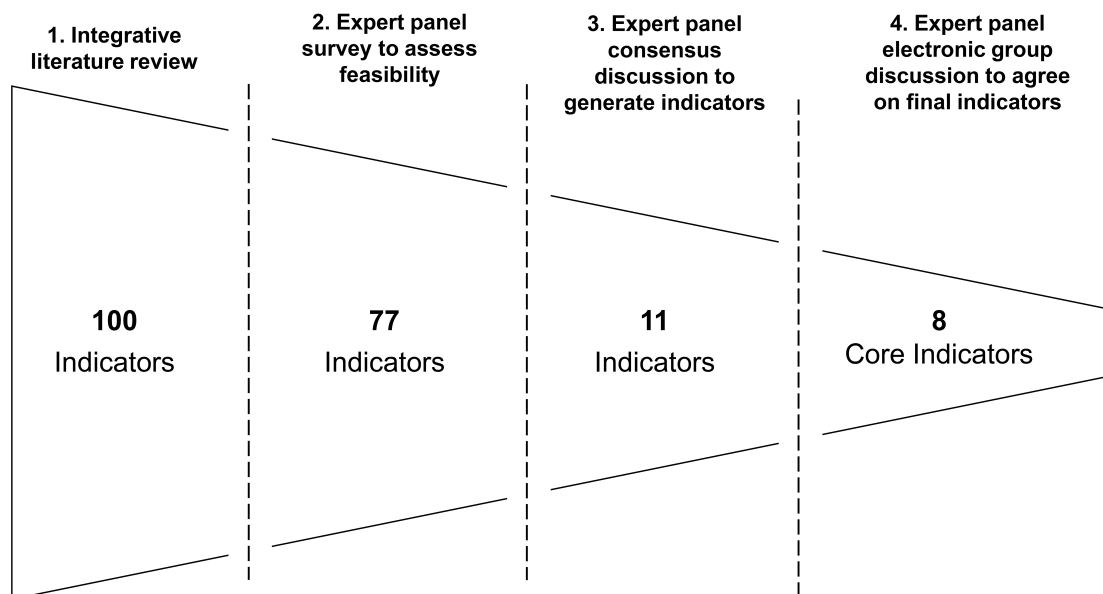 1. Integrative
literature review
2. Expert panel
survey to assess
feasibility
3. Expert panel
consensus
discussion to
generate indicators
4. Expert panel
electronic group
discussion to agree
on final indicators
100
Indicators
77
Indicators
11
Indicators
8
Core Indicators